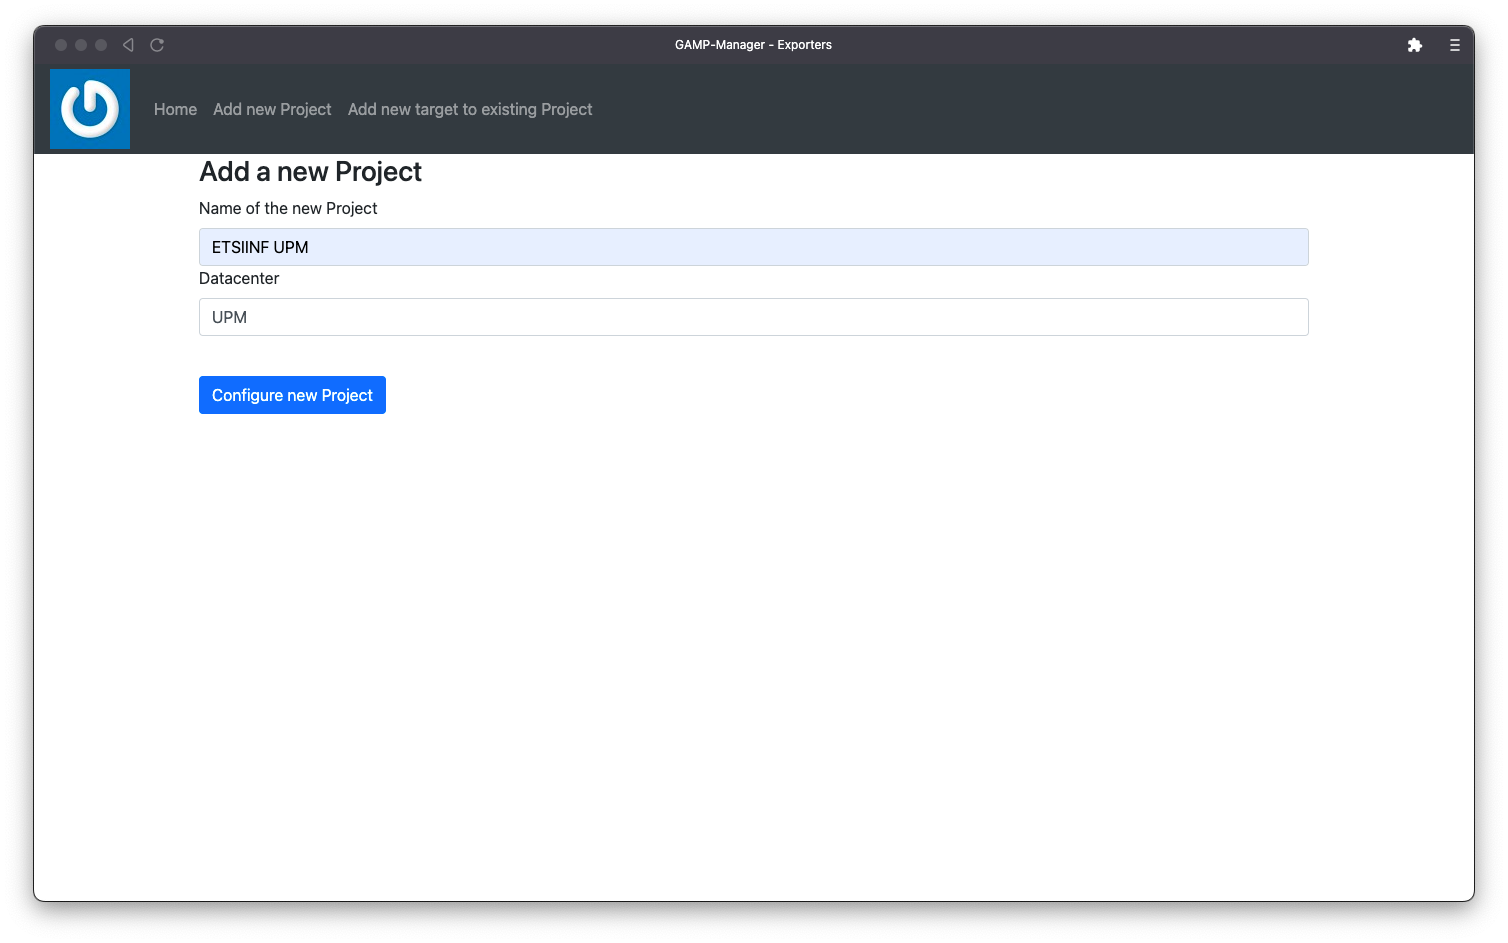 GAMP-Manager - Exporters
Home Add new Project Add new target to existing Project
Add a new Project
Name of the new Project
ETSIINF UPM
Datacenter
UPM
Configure new Project